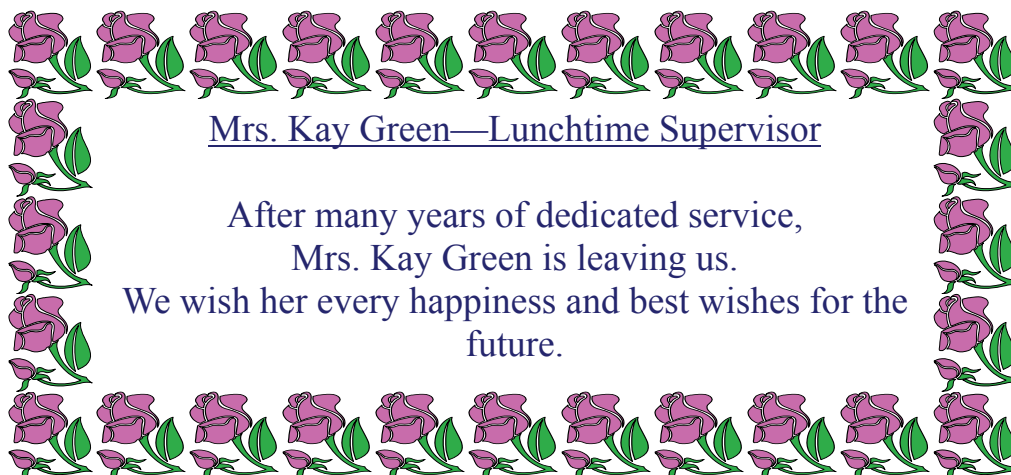 Mrs. Kay Green—Lunchtime Supervisor
After many years of dedicated service,
Mrs. Kay Green is leaving us.
We wish her every happiness and best wishes for the
future.